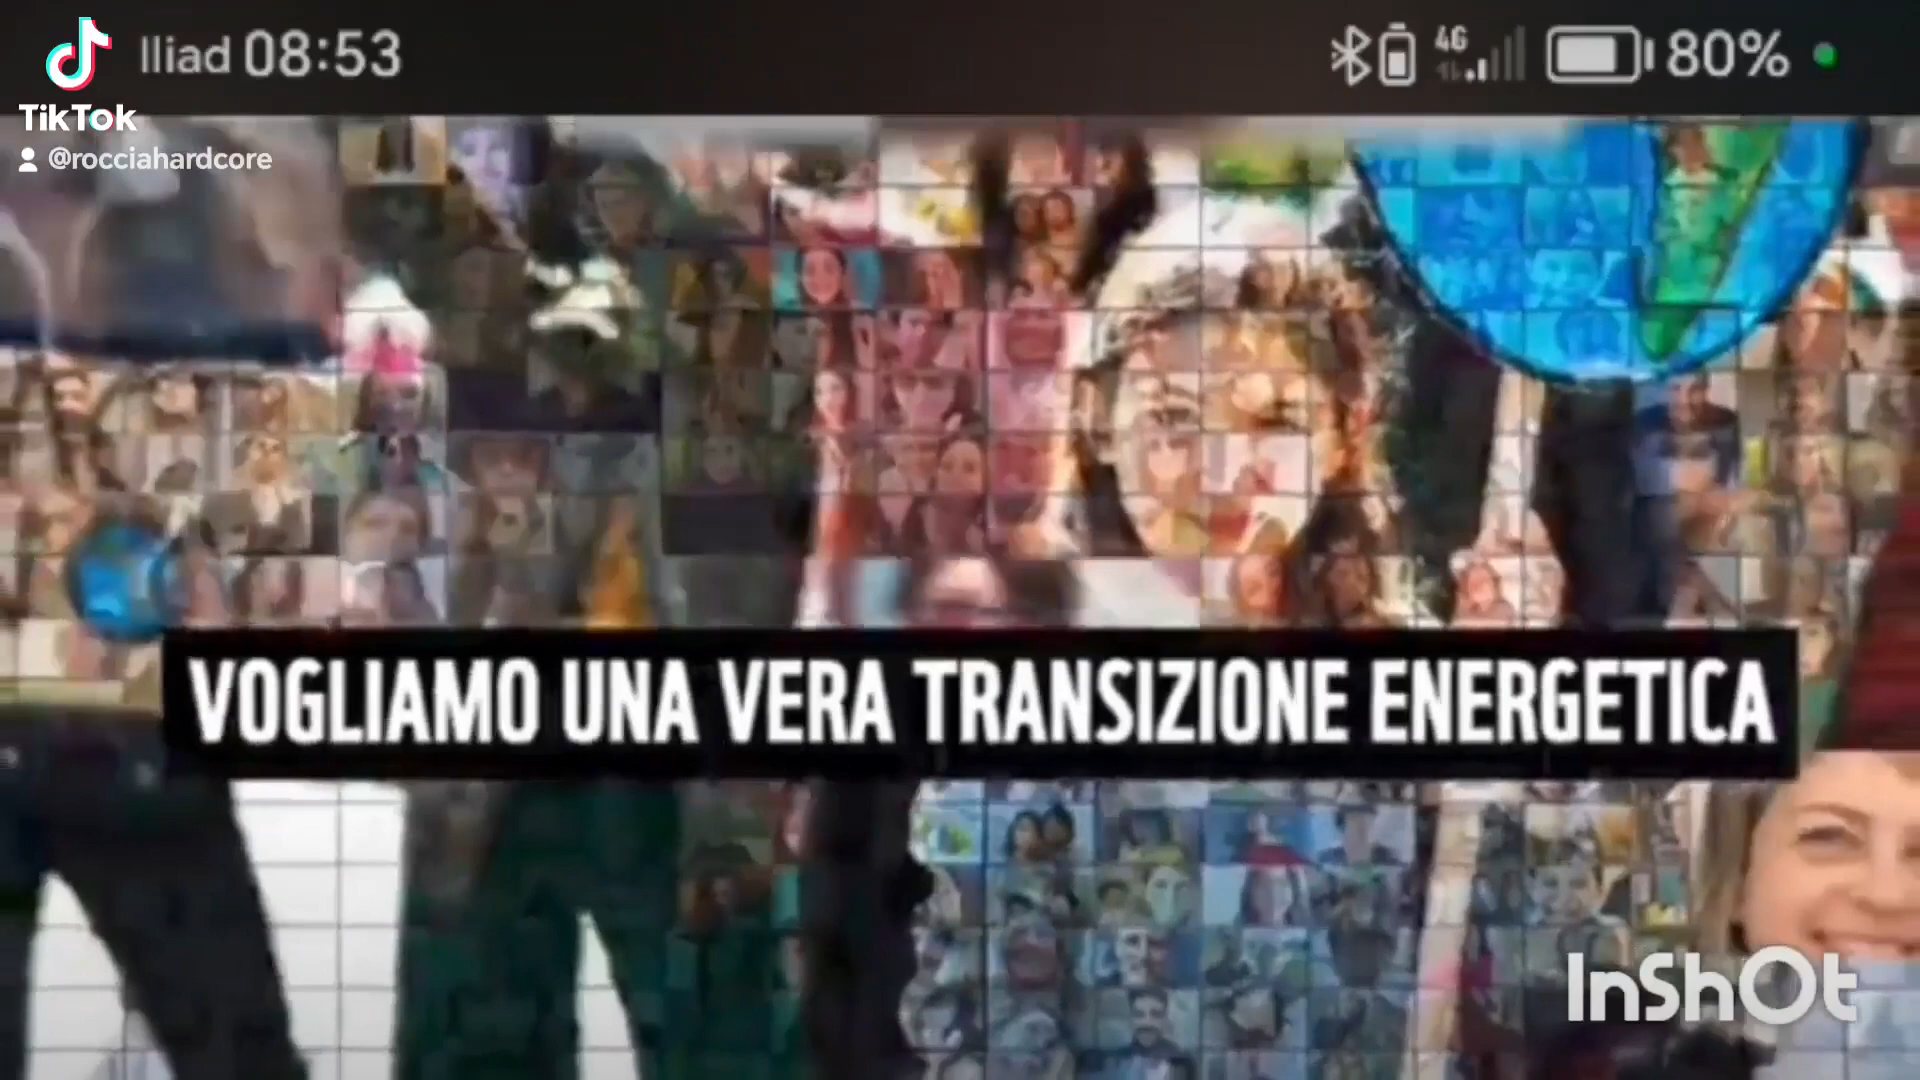 TikTok
@rocciahardcore
Iliad 08:53
4G
80%
VOGLIAMO UNA VERA TRANSIZIONE ENERGETICA
InShOt